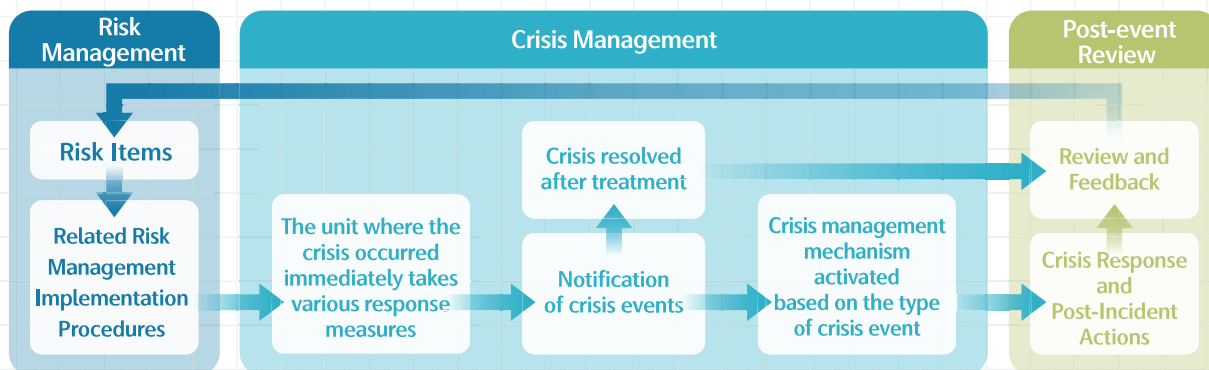 Risk
Management
Crisis Management
Post-event
Review
Risk Items
Related Risk
Management
Implementation
Procedures
The unit where the
crisis occurred
immediately takes
various response
measures
Crisis resolved
after treatment
Notification
of crisis events
Crisis management
mechanism
activated
based on the type
of crisis event
Review and
Feedback
Crisis Response
and
Post-Incident
Actions